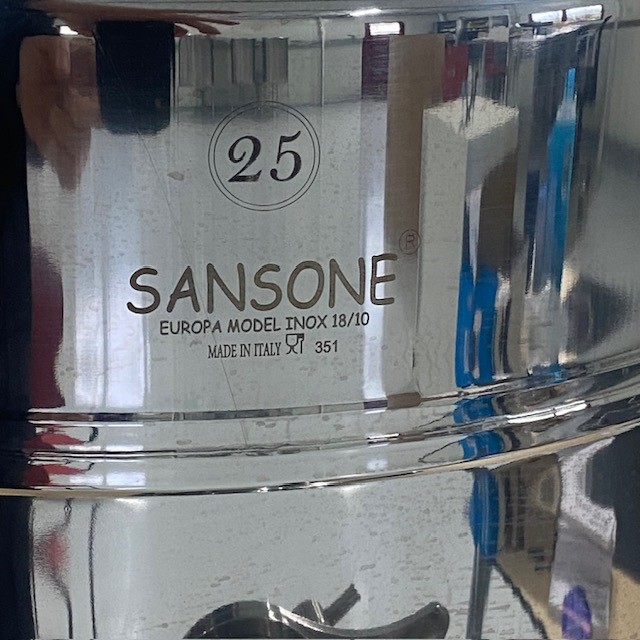 25
SANSONE®
EUROPA MODEL INOX 18/10
MADE IN ITALY 351